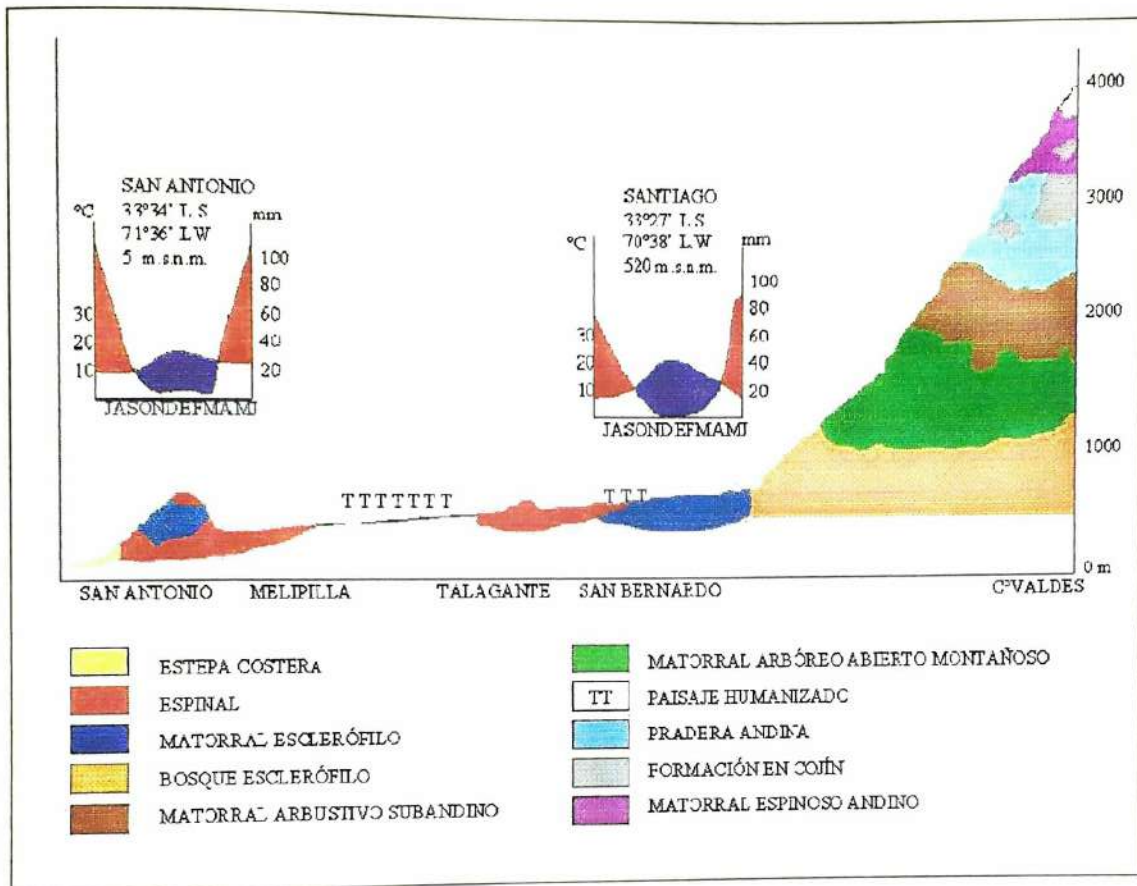 SAN ANTONIO
33°34' L S
71°36' L W
5 m.s.n.m.
°C
mm
100
80
60
40
20
30
20
10
JASONDEFMAMJ
SANTIAGO
33°27' L S
70°38' L W
520 m.s.n.m.
°C
mm
100
80
60
40
20
30
20
10
JASONDEFMAMJ
4000
3000
2000
1000
0 m
TTTTTTT
TTT
SAN ANTONIO
MELIPILLA
TALAGANTE
SAN BERNARDO
C°VALDES
ESTEPA COSTERA
ESPINAL
MATORRAL ESCLERÓFILO
BOSQUE ESCLERÓFILO
MATORRAL ARBUSTIVO SUBANDINO
MATORRAL ARBÓREO ABIERTO MONTAÑOSO
TT PAISAJE HUMANIZADO
PRADERA ANDINA
FORMACIÓN EN COJÍN
MATORRAL ESPINOSO ANDINO